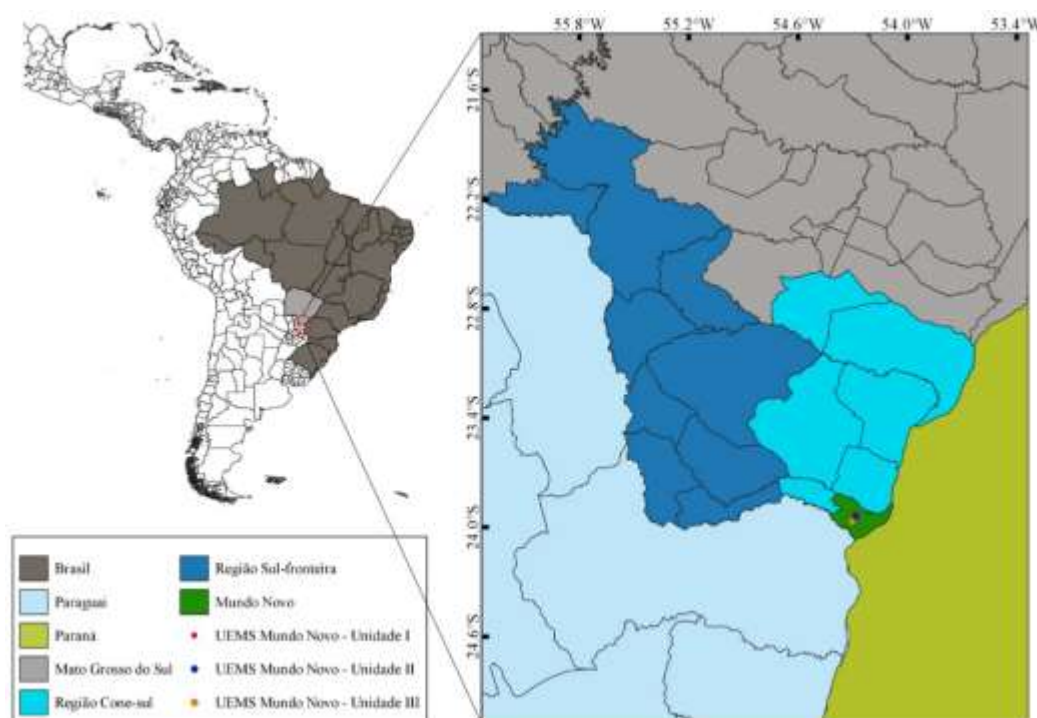 55.8°W 55.2°W 54.6°W 54.0°W 53.4°W
21.6°S
22.2°S
22.8°S
23.4°S
24.0°S
24.6°S
Brasil
Paraguai
Paraná
Mato Grosso do Sul
Região Cone-sul
Região Sul-fronteira
Mundo Novo
UEMS Mundo Novo - Unidade I
UEMS Mundo Novo - Unidade II
UEMS Mundo Novo - Unidade III